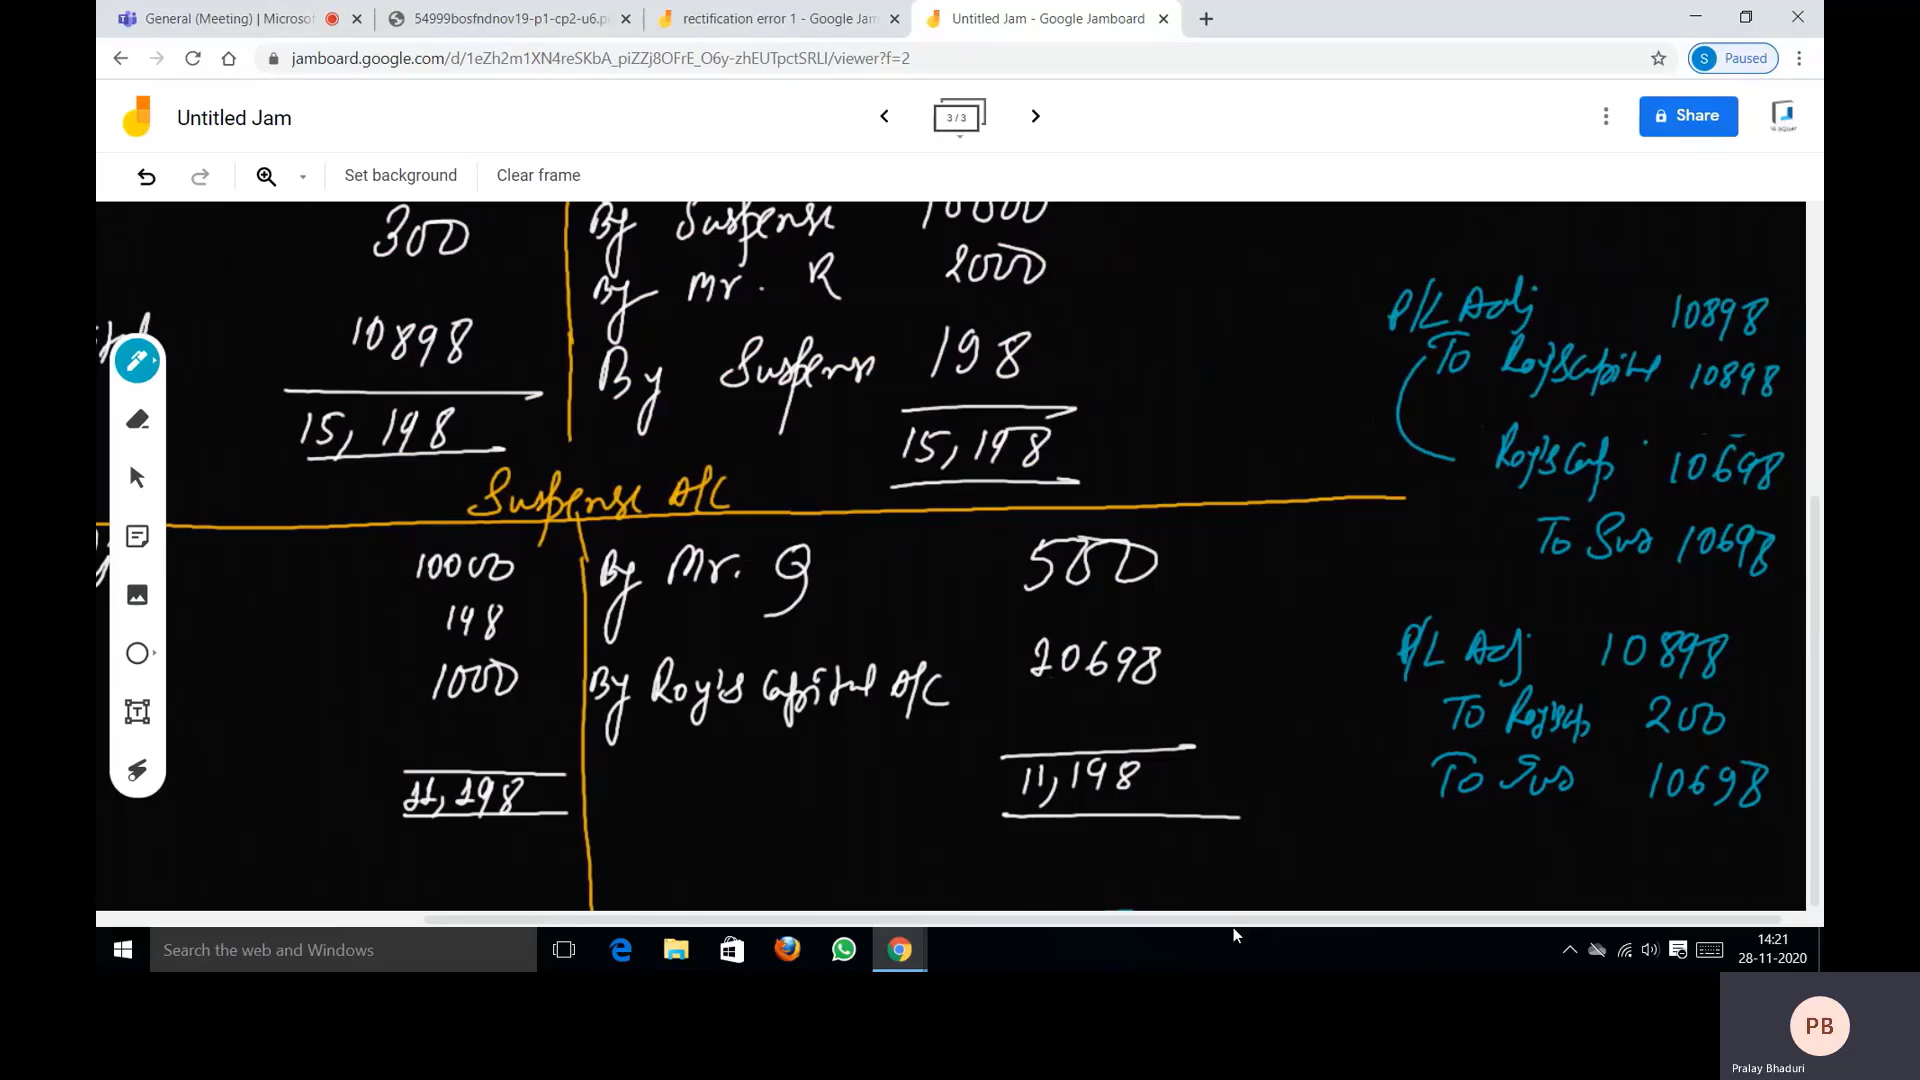 General (Meeting) | Microsof
54999bosfndnov19-p1-cp2-u6.p
rectification error 1 - Google Jam
Untitled Jam - Google Jamboard
jamboard.google.com/d/1eZh2m1XN4reSKbA_piZZj8OFrE_O6y-zhEUTpctSRLI/viewer?f=2
S Paused
Untitled Jam
3 / 3
Share
Set background
Clear frame
300 By Suspense 10000
By Mr. R 2000
10898 By Suspense 198
15,198 15,198
Suspense A/C
10000 By Mr. Q 500
198
1000 By Roy's Capital A/C 10698
11,198 11,198
P/L Adj 10898
To Roy's Capital 10898
Roy's Cap 10698
To Sus 10698
P/L Adj 10898
To Roy's Cap 200
To Sus 10698
Search the web and Windows
14:21
28-11-2020
PB
Pralay Bhaduri